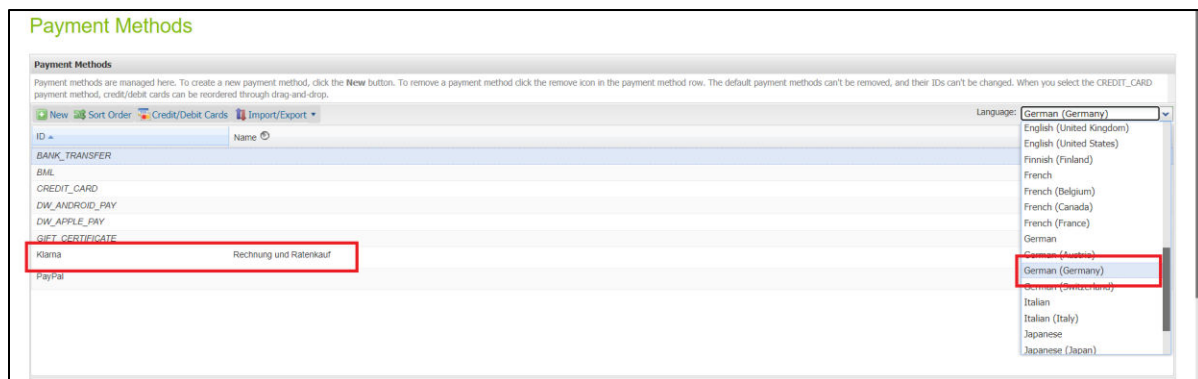 Payment Methods
Payment Methods
Payment methods are managed here. To create a new payment method, click the New button. To remove a payment method click the remove icon in the payment method row. The default payment methods can't be removed, and their IDs can't be changed. When you select the CREDIT_CARD
payment method, credit/debit cards can be reordered through drag-and-drop.
New Sort Order Credit/Debit Cards Import/Export
Language: German (Germany)
ID Name
BANK_TRANSFER
BML
CREDIT_CARD
DW_ANDROID_PAY
DW_APPLE_PAY
GIFT_CERTIFICATE
Klarna Rechnung und Ratenkauf
PayPal
English (United Kingdom)
English (United States)
Finnish (Finland)
French
French (Belgium)
French (Canada)
French (France)
German
German (Austria)
German (Germany)
German (Switzerland)
Italian
Italian (Italy)
Japanese
Japanese (Japan)